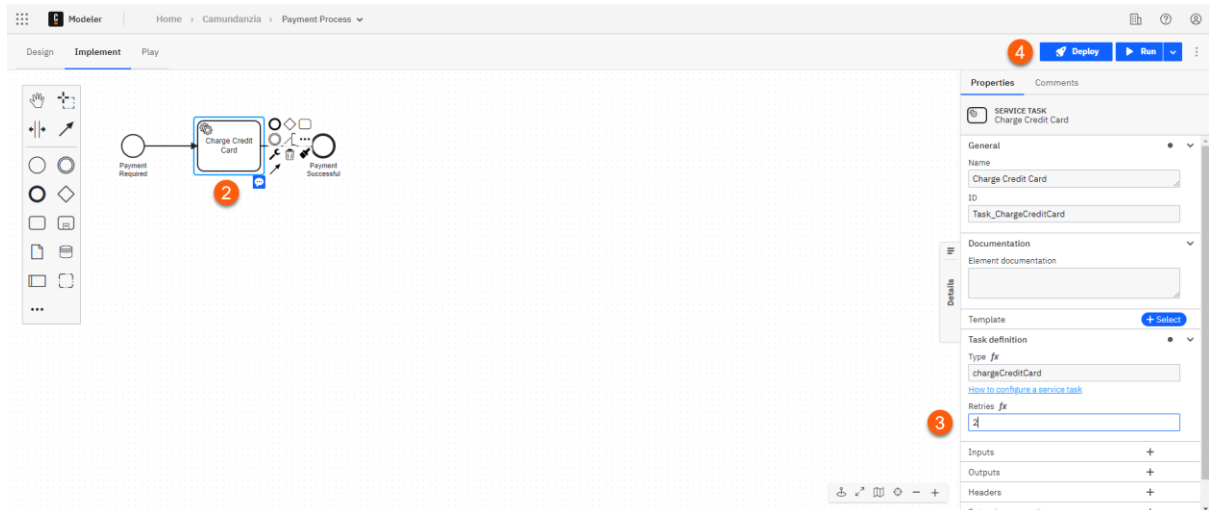 C Modeler Home › Camundanzia › Payment Process
Design Implement Play
4 Deploy Run
Properties Comments
SERVICE TASK
Charge Credit Card
General
Name
Charge Credit Card
ID
Task_ChargeCreditCard
Documentation
Element documentation
Template + Select
Task definition
Type fx
chargeCreditCard
How to configure a service task
Retries fx
3
2
Inputs +
Outputs +
Headers +
Details
Charge Credit
Card
Payment
Required
Payment
Successful
2